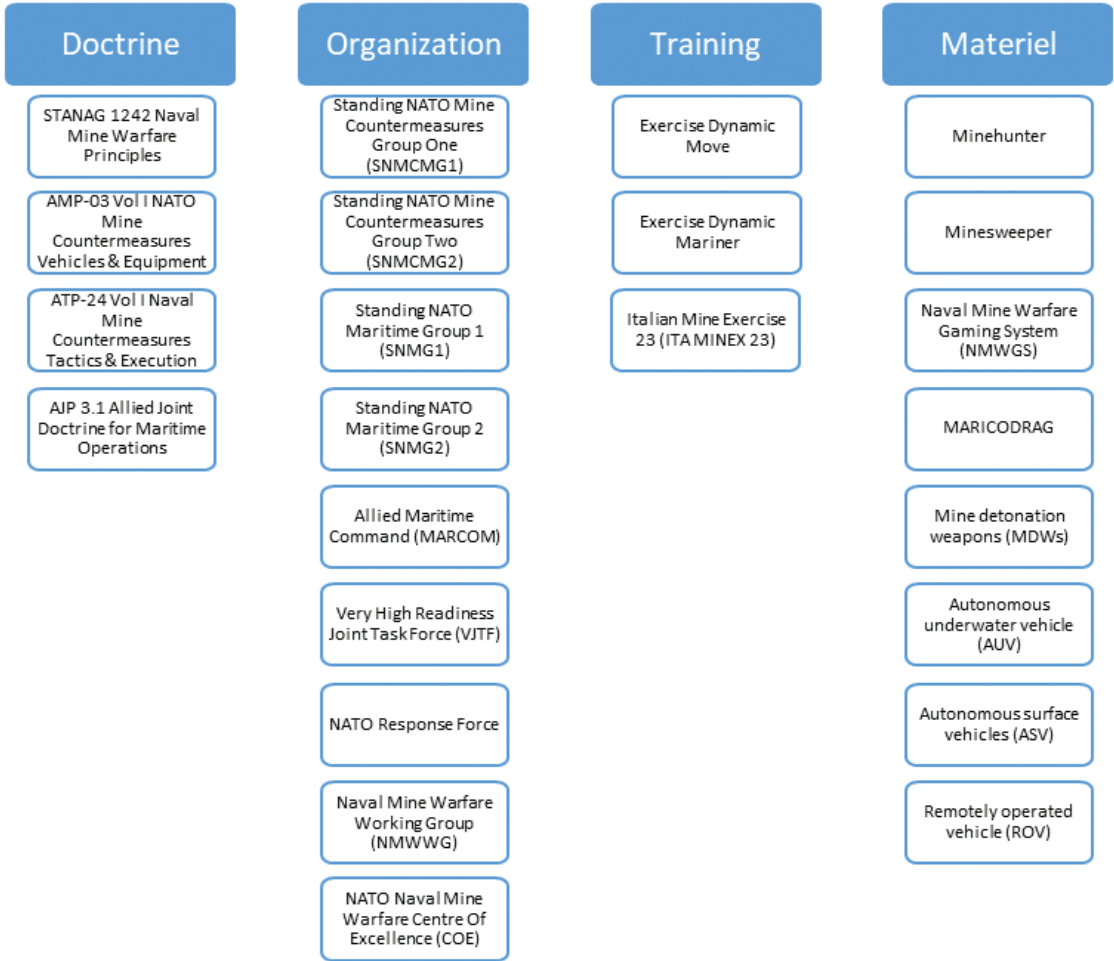 Doctrine
STANAG 1242 Naval
Mine Warfare
Principles
AMP-03 Vol I NATO
Mine
Countermeasures
Vehicles & Equipment
ATP-24 Vol I Naval
Mine
Countermeasures
Tactics & Execution
AJP 3.1 Allied Joint
Doctrine for Maritime
Operations
Organization
Standing NATO Mine
Countermeasures
Group One
(SNMCMG1)
Standing NATO Mine
Countermeasures
Group Two
(SNMCMG2)
Standing NATO
Maritime Group 1
(SNMG1)
Standing NATO
Maritime Group 2
(SNMG2)
Allied Maritime
Command (MARCOM)
Very High Readiness
Joint Task Force (VJTF)
NATO Response Force
Naval Mine Warfare
Working Group
(NMWWG)
NATO Naval Mine
Warfare Centre Of
Excellence (COE)
Training
Exercise Dynamic
Move
Exercise Dynamic
Mariner
Italian Mine Exercise
23 (ITA MINEX 23)
Materiel
Minehunter
Minesweeper
Naval Mine Warfare
Gaming System
(NMWGS)
MARICODRAG
Mine detonation
weapons (MDWs)
Autonomous
underwater vehicle
(AUV)
Autonomous surface
vehicles (ASV)
Remotely operated
vehicle (ROV)